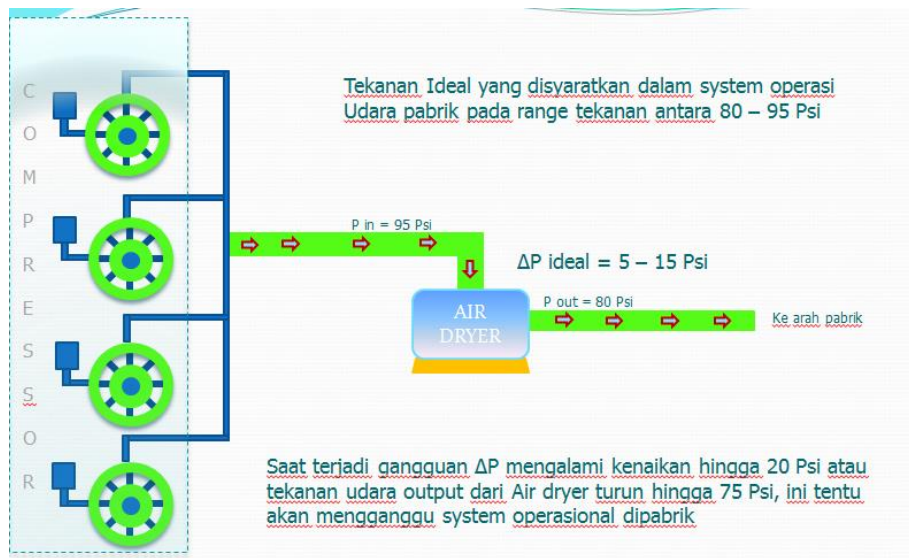 COMPRESSOR
Tekanan Ideal yang disyaratkan dalam system operasi
Udara pabrik pada range tekanan antara 80 – 95 Psi
P in = 95 Psi
ΔP ideal = 5 – 15 Psi
AIR
DRYER
P out = 80 Psi
Ke arah pabrik
Saat terjadi gangguan ΔP mengalami kenaikan hingga 20 Psi atau
tekanan udara output dari Air dryer turun hingga 75 Psi, ini tentu
akan mengganggu system operasional dipabrik